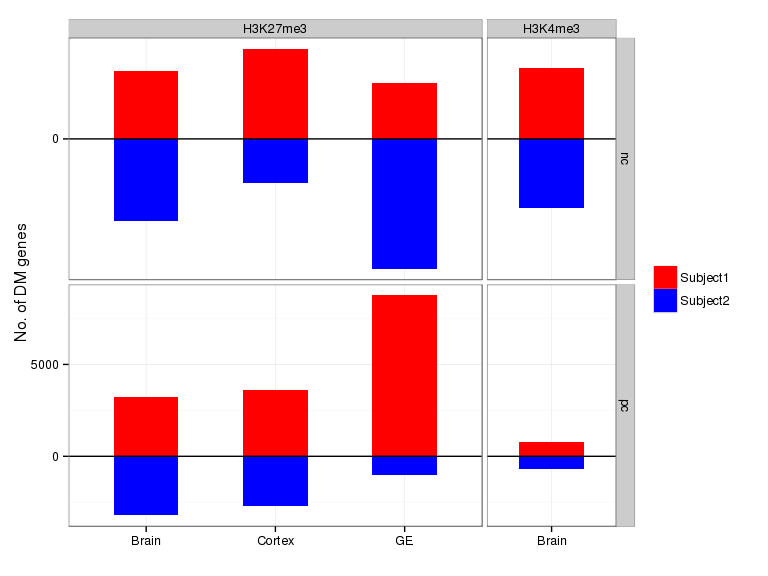 H3K27me3
H3K4me3
0
nc
No. of DM genes
Subject1
Subject2
5000
0
pc
Brain
Cortex
GE
Brain